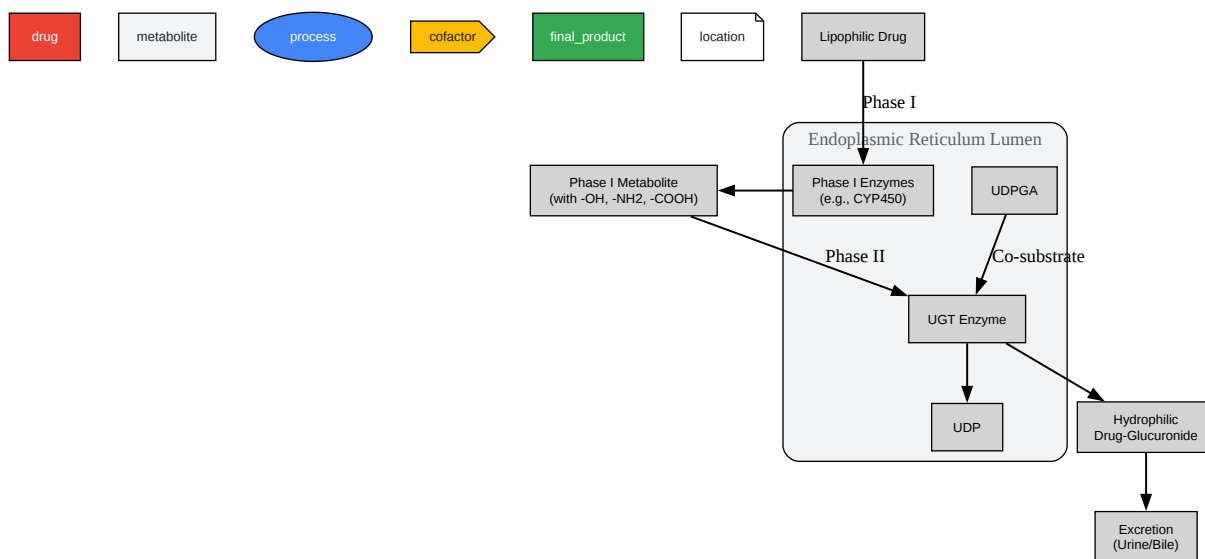 drug
metabolite
process
cofactor
final_product
location
Lipophilic Drug
Phase I
Endoplasmic Reticulum Lumen
Phase I Metabolite
(with -OH, -NH2, -COOH)
Phase I Enzymes
(e.g., CYP450)
UDPGA
Phase II
Co-substrate
UGT Enzyme
UDP
Hydrophilic
Drug-Glucuronide
Excretion
(Urine/Bile)